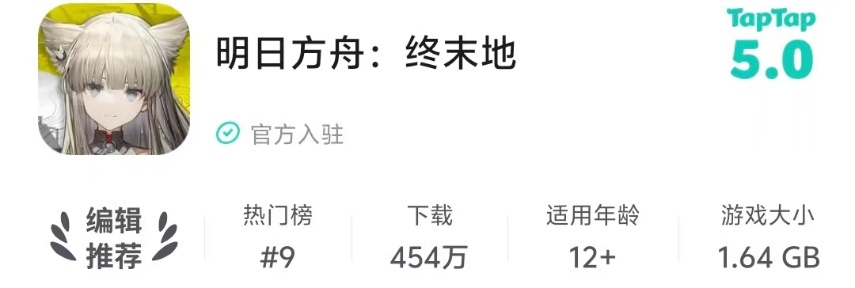 TapTap
明日方舟：终末地
5.0
官方入驻
编辑
推荐
热门榜
#9
下载
454万
适用年龄
12+
游戏大小
1.64 GB